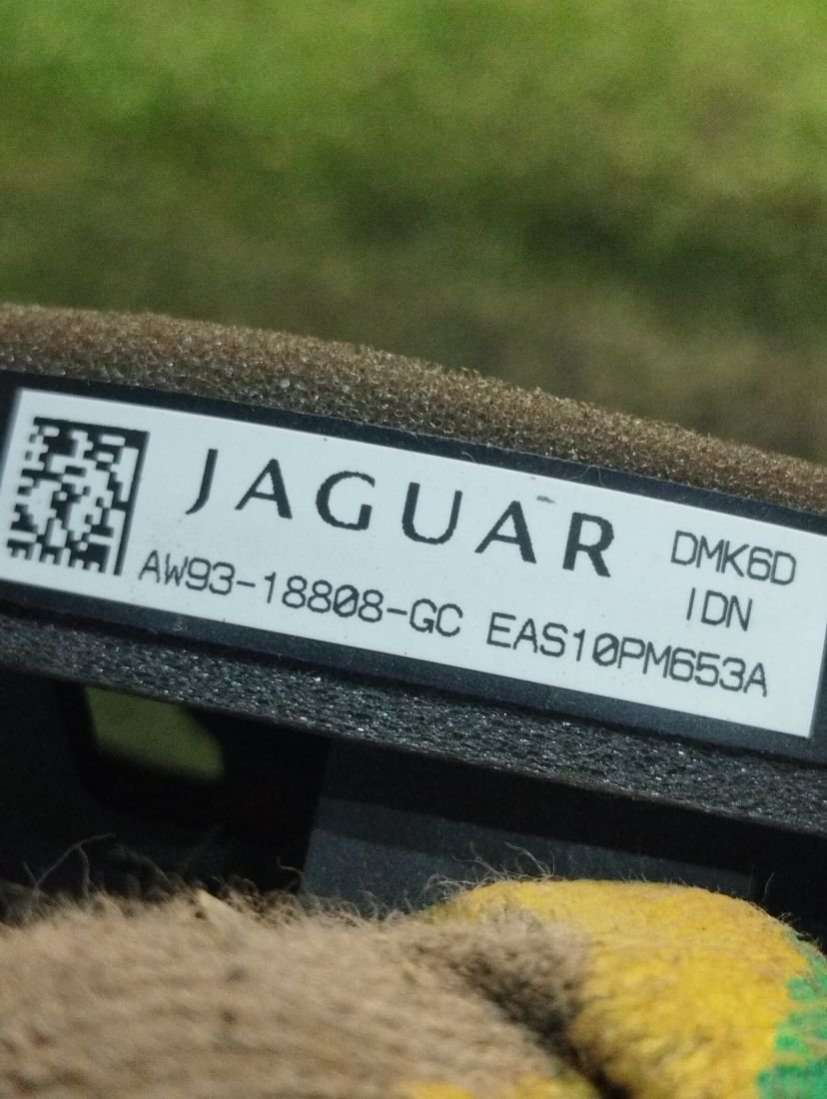 JAGUAR
DMK6D
IDN
AW93-18808-GC EAS10PM653A